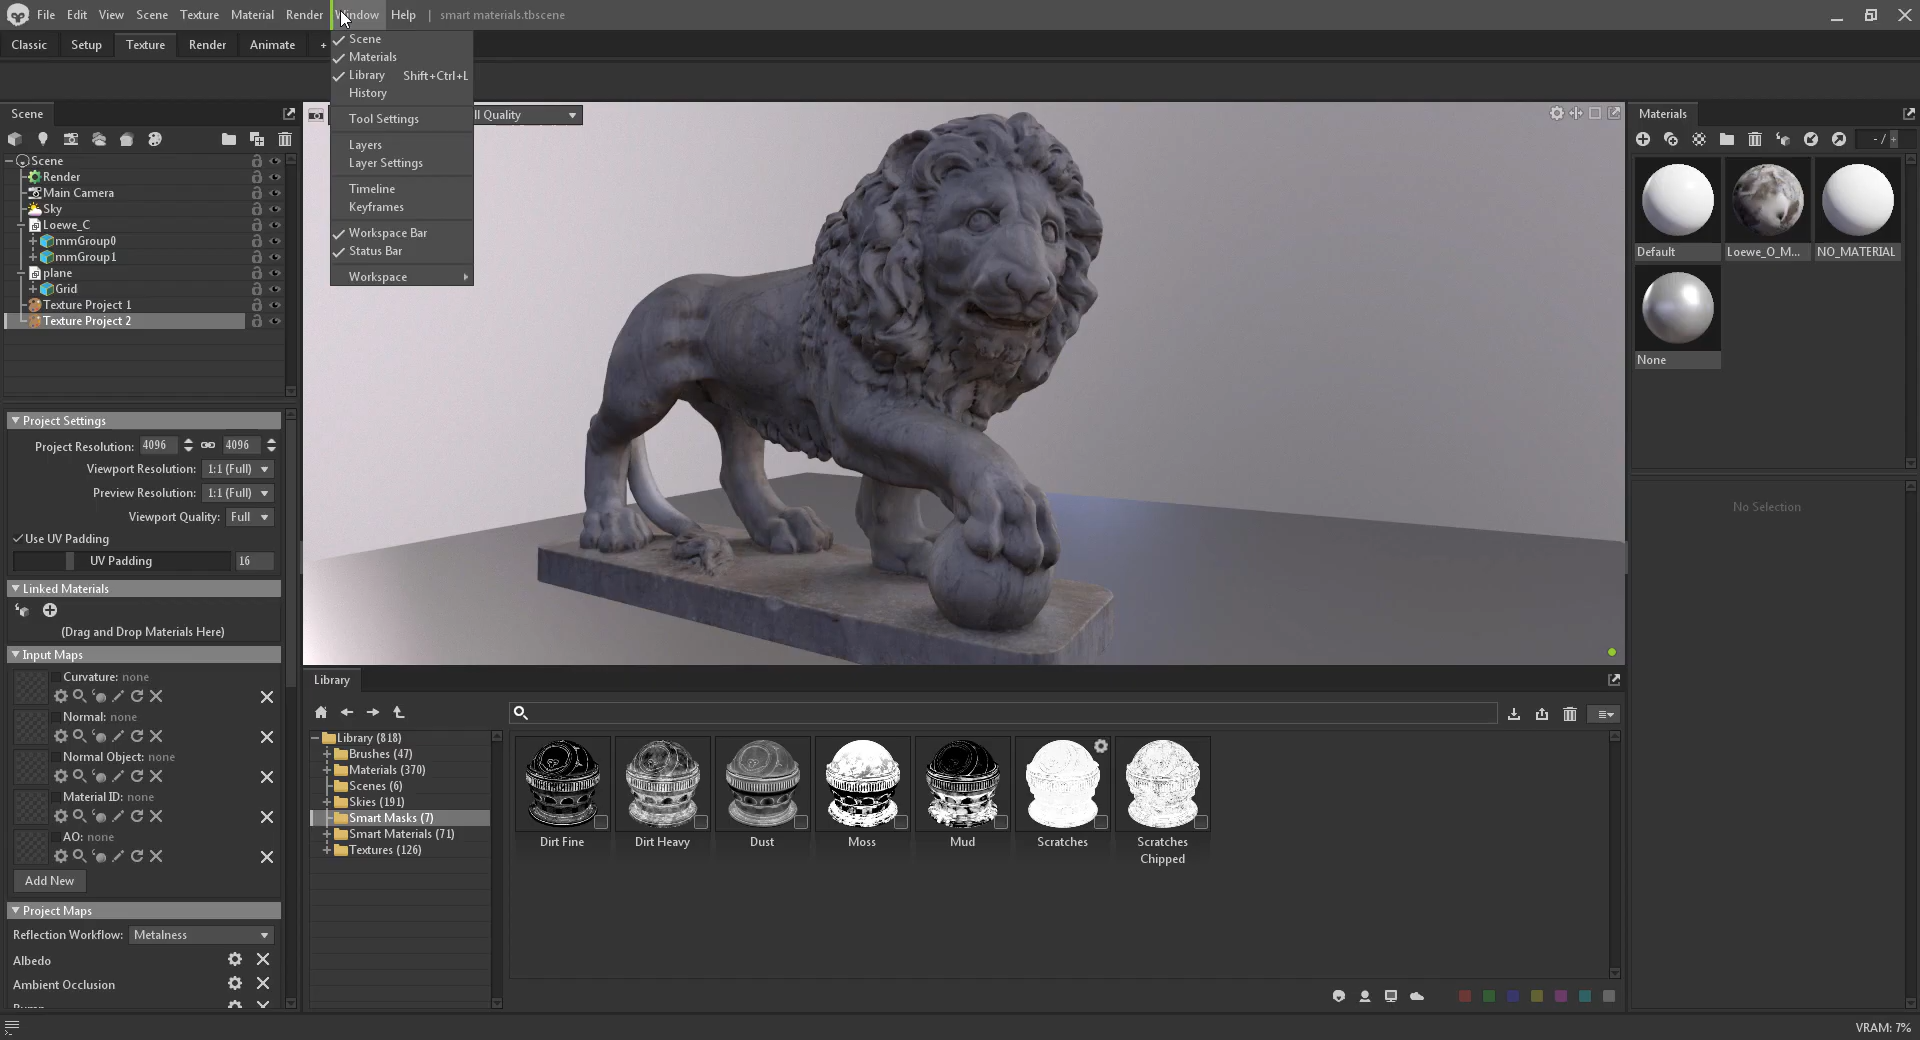 File Edit View Scene Texture Material Render Window Help | smart materials.tbscene
Classic Setup Texture Render Animate +
Scene
Materials
Library Shift+Ctrl+L
History
Tool Settings
Layers
Layer Settings
Timeline
Keyframes
Workspace Bar
Status Bar
Workspace
Scene
Scene
Render
Main Camera
Sky
Loewe_C
mmGroup0
mmGroup1
plane
Grid
Texture Project 1
Texture Project 2
Project Settings
Project Resolution: 4096 4096
Viewport Resolution: 1:1 (Full)
Preview Resolution: 1:1 (Full)
Viewport Quality: Full
Use UV Padding
UV Padding 16
Linked Materials
(Drag and Drop Materials Here)
Input Maps
Curvature: none
Normal: none
Normal Object: none
Material ID: none
AO: none
Add New
Project Maps
Reflection Workflow: Metalness
Albedo
Ambient Occlusion
Quality
Library
Library (818)
Brushes (47)
Materials (370)
Scenes (6)
Skies (191)
Smart Masks (7)
Smart Materials (71)
Textures (126)
Dirt Fine
Dirt Heavy
Dust
Moss
Mud
Scratches
Scratches
Chipped
Materials
- / +
Default
Loewe_O_M...
NO_MATERIAL
None
No Selection
VRAM: 7%